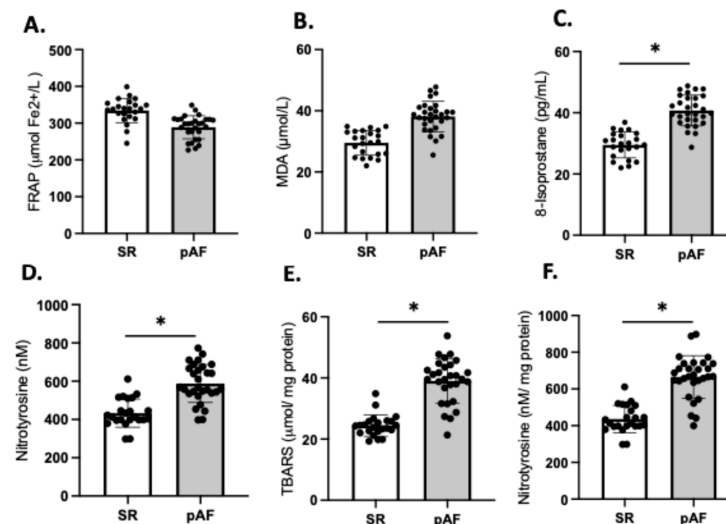 A.
FRAP (μmol Fe2+/L )
500
400
300
200
100
0
SR
pAF
B.
MDA (μmol/L)
60
40
20
0
SR
pAF
C.
8-Isoprostane (pg/mL)
60
40
20
0
*
SR
pAF
D.
Nitrotyrosine (nM)
1000
800
600
400
200
0
*
SR
pAF
E.
TBARS (μmol/ mg protein)
60
40
20
0
*
SR
pAF
F.
Nitrotyrosine (nM/ mg protein)
1000
800
600
400
200
0
*
SR
pAF